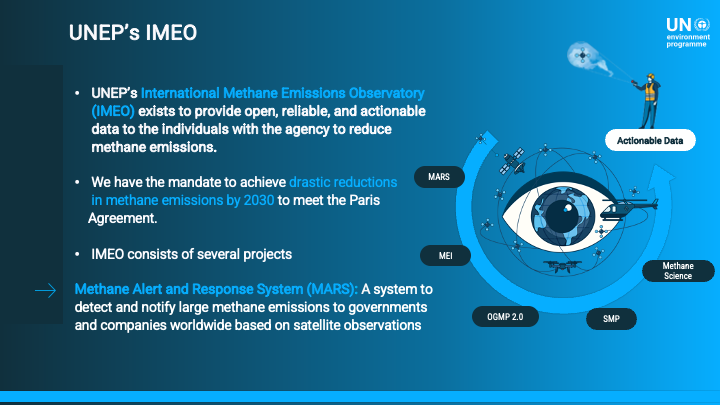 UNEP's IMEO
UN
environment
programme
• UNEP's International Methane Emissions Observatory
(IMEO) exists to provide open, reliable, and actionable
data to the individuals with the agency to reduce
methane emissions.
• We have the mandate to achieve drastic reductions
in methane emissions by 2030 to meet the Paris
Agreement.
• IMEO consists of several projects
Methane Alert and Response System (MARS): A system to
detect and notify large methane emissions to governments
and companies worldwide based on satellite observations
Actionable Data
MARS
MEI
OGMP 2.0
SMP
Methane
Science